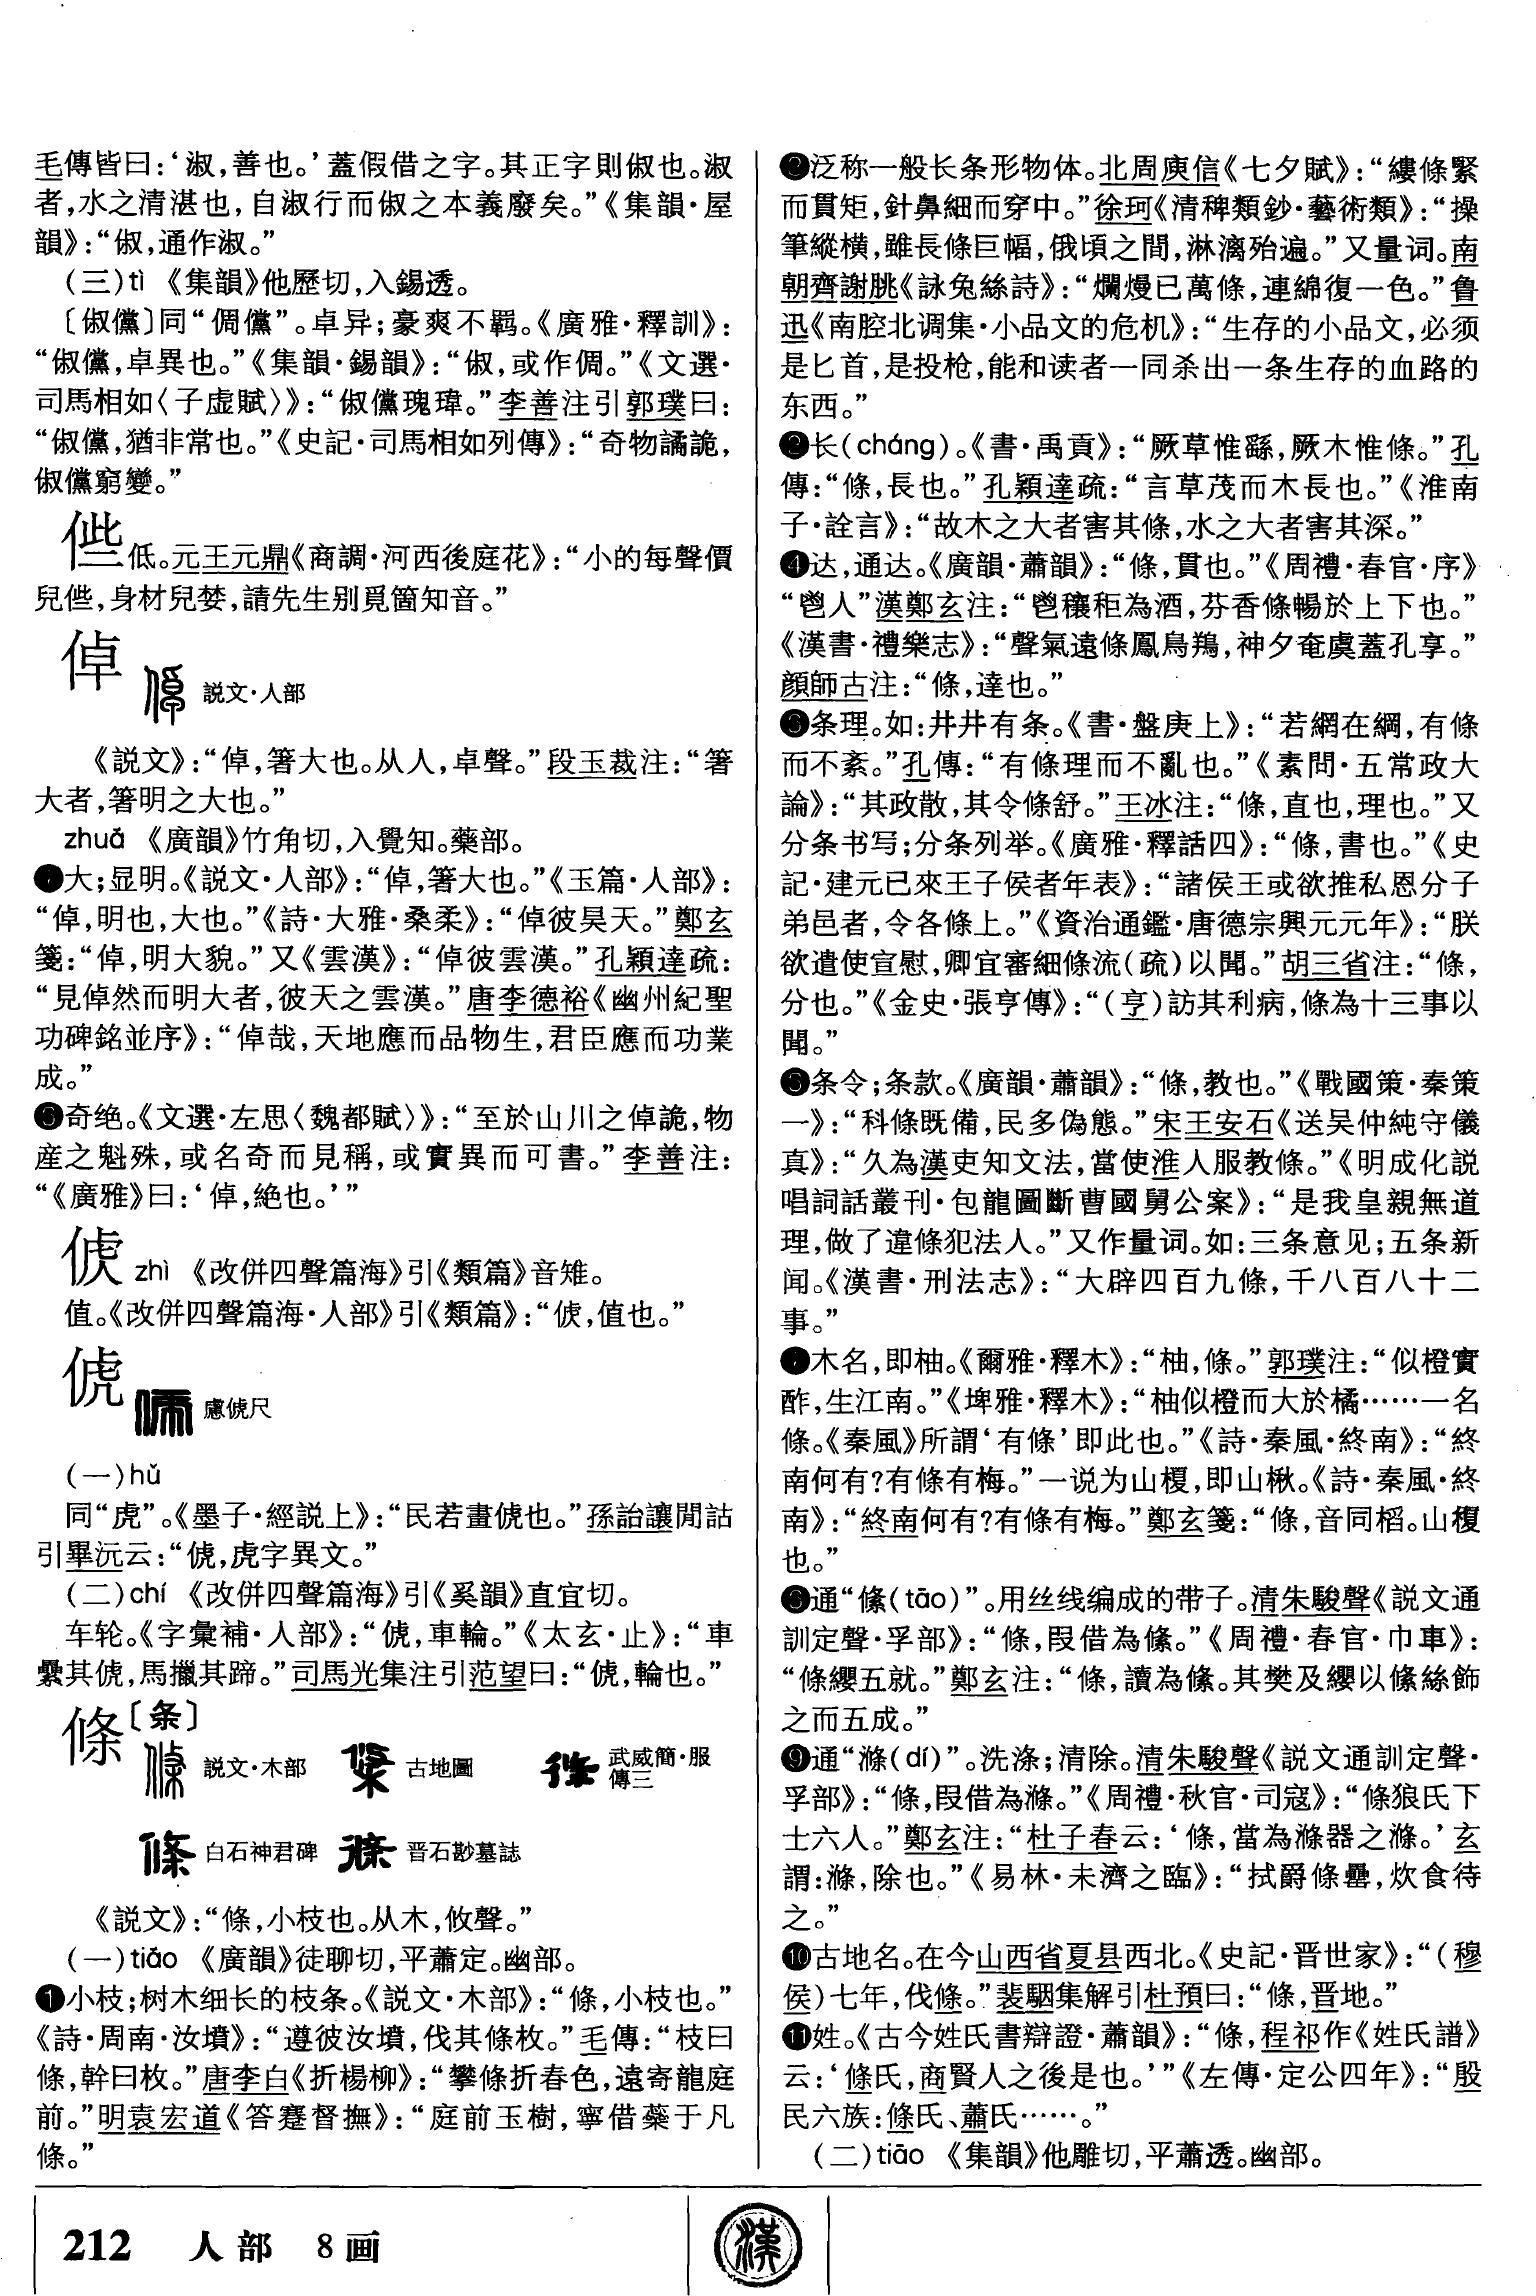 毛傳皆曰：‘淑，善也。’蓋假借之字。其正字則俶也。淑
者，水之清湛也，自淑行而俶之本義廢矣。”《集韻·屋
韻》：“俶，通作淑。”
（三）tì 《集韻》他歷切，入錫透。
〔俶儻〕同“倜儻”。卓异；豪爽不羈。《廣雅·釋訓》：
“俶儻，卓異也。”《集韻·錫韻》：“俶，或作倜。”《文選·
司馬相如〈子虚賦〉》：“俶儻瑰瑋。”李善注引郭璞曰：
“俶儻，猶非常也。”《史記·司馬相如列傳》：“奇物譎詭，
俶儻窮變。”
低。元王元鼎《商調·河西後庭花》：“小的每聲價
兒，身材兒婪，請先生别覓箇知音。”
倬
説文·人部
《説文》：“倬，箸大也。从人，卓聲。”段玉裁注：“箸
大者，箸明之大也。”
zhuō 《廣韻》竹角切，入覺知。藥部。
❶大；显明。《説文·人部》：“倬，箸大也。”《玉篇·人部》：
“倬，明也，大也。”《詩·大雅·桑柔》：“倬彼昊天。”鄭玄
箋：“倬，明大貌。”又《雲漢》：“倬彼雲漢。”孔穎達疏：
“見倬然而明大者，彼天之雲漢。”唐李德裕《幽州紀聖
功碑銘並序》：“倬哉，天地應而品物生，君臣應而功業
成。”
奇绝。《文選·左思〈魏都賦〉》：“至於山川之倬詭，物
産之魁殊，或名奇而見稱，或實異而可書。”李善注：
“《廣雅》曰：‘倬，絶也。’”
zhì 《改併四聲篇海》引《類篇》音雉。
值。《改併四聲篇海·人部》引《類篇》：“，值也。”
俿
慮俿尺
（一）hǔ
同“虎”。《墨子·經説上》：“民若畫俿也。”孫詒讓閒詁
引畢沅云：“俿，虎字異文。”
（二）chí 《改併四聲篇海》引《奚韻》直宜切。
车轮。《字彙補·人部》：“俿，車輪。”《太玄·止》：“車
纍其俿，馬攦其蹄。”司馬光集注引范望曰：“俿，輪也。”
條〔条〕
説文·木部 古地圖 武威簡·服傳三
白石神君碑 晋石尠墓誌
《説文》：“條，小枝也。从木，攸聲。”
（一）tiáo 《廣韻》徒聊切，平蕭定。幽部。
❶小枝；树木细长的枝条。《説文·木部》：“條，小枝也。”
《詩·周南·汝墳》：“遵彼汝墳，伐其條枚。”毛傳：“枝曰
條，幹曰枚。”唐李白《折楊柳》：“攀條折春色，遠寄龍庭
前。”明袁宏道《答蹇督撫》：“庭前玉樹，寧借蘂于凡
條。”
❷泛称一般长条形物体。北周庾信《七夕賦》：“縷條緊
而貫矩，針鼻細而穿中。”徐珂《清稗類鈔·藝術類》：“操
筆縱橫，雖長條巨幅，俄頃之間，淋漓殆遍。”又量词。南
朝齊謝朓《詠兔絲詩》：“爛熳已萬條，連綿復一色。”鲁
迅《南腔北调集·小品文的危机》：“生存的小品文，必须
是匕首，是投枪，能和读者一同杀出一条生存的血路的
东西。”
长（cháng）。《書·禹貢》：“厥草惟繇，厥木惟條。”孔
傳：“條，長也。”孔穎達疏：“言草茂而木長也。”《淮南
子·詮言》：“故木之大者害其條，水之大者害其深。”
❹达，通达。《廣韻·蕭韻》：“條，貫也。”《周禮·春官·序》
“鬯人”漢鄭玄注：“鬯穰秬為酒，芬香條暢於上下也。”
《漢書·禮樂志》：“聲氣遠條鳳鳥鴹，神夕奄虞蓋孔享。”
顔師古注：“條，達也。”
条理。如：井井有条。《書·盤庚上》：“若網在綱，有條
而不紊。”孔傳：“有條理而不亂也。”《素問·五常政大
論》：“其政散，其令條舒。”王冰注：“條，直也，理也。”又
分条书写；分条列举。《廣雅·釋詁四》：“條，書也。”《史
記·建元已來王子侯者年表》：“諸侯王或欲推私恩分子
弟邑者，令各條上。”《資治通鑑·唐德宗興元元年》：“朕
欲遣使宣慰，卿宜審細條流（疏）以聞。”胡三省注：“條，
分也。”《金史·張亨傳》：“（亨）訪其利病，條為十三事以
聞。”
条令；条款。《廣韻·蕭韻》：“條，教也。”《戰國策·秦策
一》：“科條既備，民多偽態。”宋王安石《送吴仲純守儀
真》：“久為漢吏知文法，當使淮人服教條。”《明成化説
唱詞話叢刊·包龍圖斷曹國舅公案》：“是我皇親無道
理，做了違條犯法人。”又作量词。如：三条意见；五条新
闻。《漢書·刑法志》：“大辟四百九條，千八百八十二
事。”
❼木名，即柚。《爾雅·釋木》：“柚，條。”郭璞注：“似橙實
酢，生江南。”《埤雅·釋木》：“柚似橙而大於橘……一名
條。《秦風》所謂‘有條’即此也。”《詩·秦風·終南》：“終
南何有？有條有梅。”一说为山榎，即山楸。《詩·秦風·終
南》：“終南何有？有條有梅。”鄭玄箋：“條，音同槄。山榎
也。”
通“絛（tāo）”。用丝线编成的带子。清朱駿聲《説文通
訓定聲·孚部》：“條，叚借為絛。”《周禮·春官·巾車》：
“條纓五就。”鄭玄注：“條，讀為絛。其樊及纓以絛絲飾
之而五成。”
❾通“滌（dí）”。洗涤；清除。清朱駿聲《説文通訓定聲·
孚部》：“條，叚借為滌。”《周禮·秋官·司寇》：“條狼氏下
士六人。”鄭玄注：“杜子春云：‘條，當為滌器之滌。’玄
謂：滌，除也。”《易林·未濟之臨》：“拭爵條罍，炊食待
之。”
❿古地名。在今山西省夏县西北。《史記·晋世家》：“（穆
侯）七年，伐條。”裴駰集解引杜預曰：“條，晋地。”
⓫姓。《古今姓氏書辯證·蕭韻》：“條，程祁作《姓氏譜》
云：‘條氏，商賢人之後是也。’”《左傳·定公四年》：“殷
民六族：條氏、蕭氏……。”
（二）tiāo 《集韻》他雕切，平蕭透。幽部。
212 人部 8画
漢